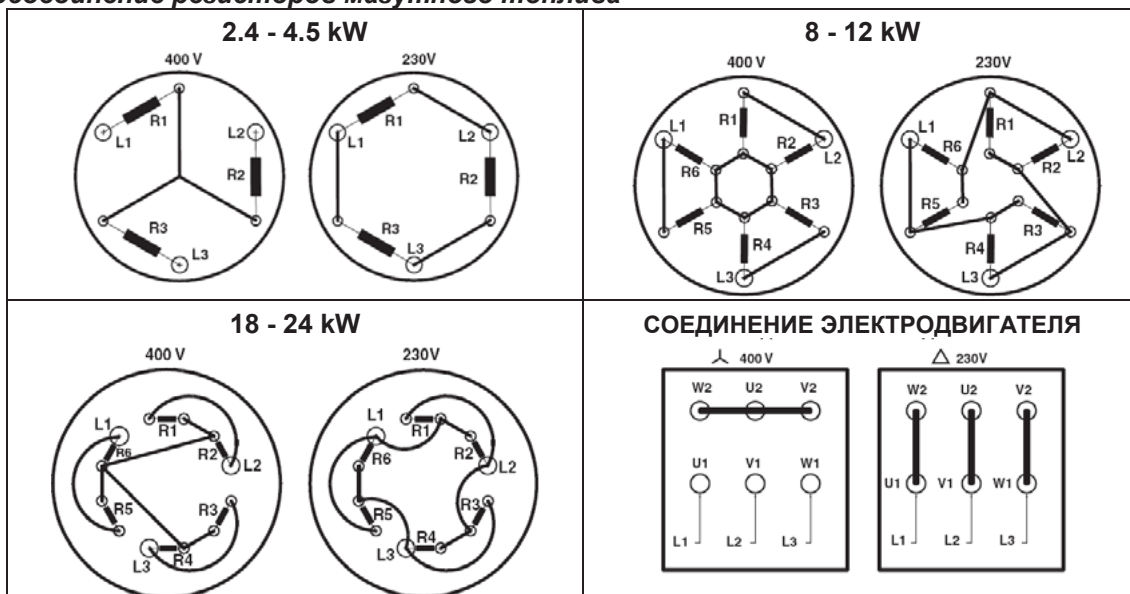 резисторов мазутного топлива
2.4 - 4.5 kW
400 V
230V
L1
R1
L2
R2
R3
L3
L1
R1
L2
R2
R3
L3
8 - 12 kW
400 V
230V
L1
R1
R2
L2
R6
R3
R5
R4
L3
L1
R1
R6
L2
R2
R5
R3
R4
L3
18 - 24 kW
400 V
230V
L1
R1
R6
R2
L2
R5
R3
R4
L3
L1
R1
R6
R2
L2
R5
R3
R4
L3
СОЕДИНЕНИЕ ЭЛЕКТРОДВИГАТЕЛЯ
400 V
W2 U2 V2
U1 V1 W1
L1 L2 L3
230V
W2 U2 V2
U1 V1 W1
L1 L2 L3